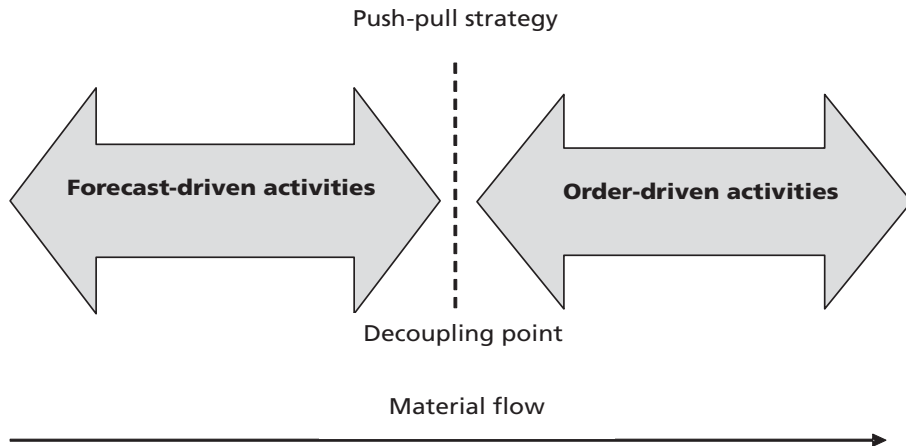 Push-pull strategy
Forecast-driven activities
Order-driven activities
Decoupling point
Material flow